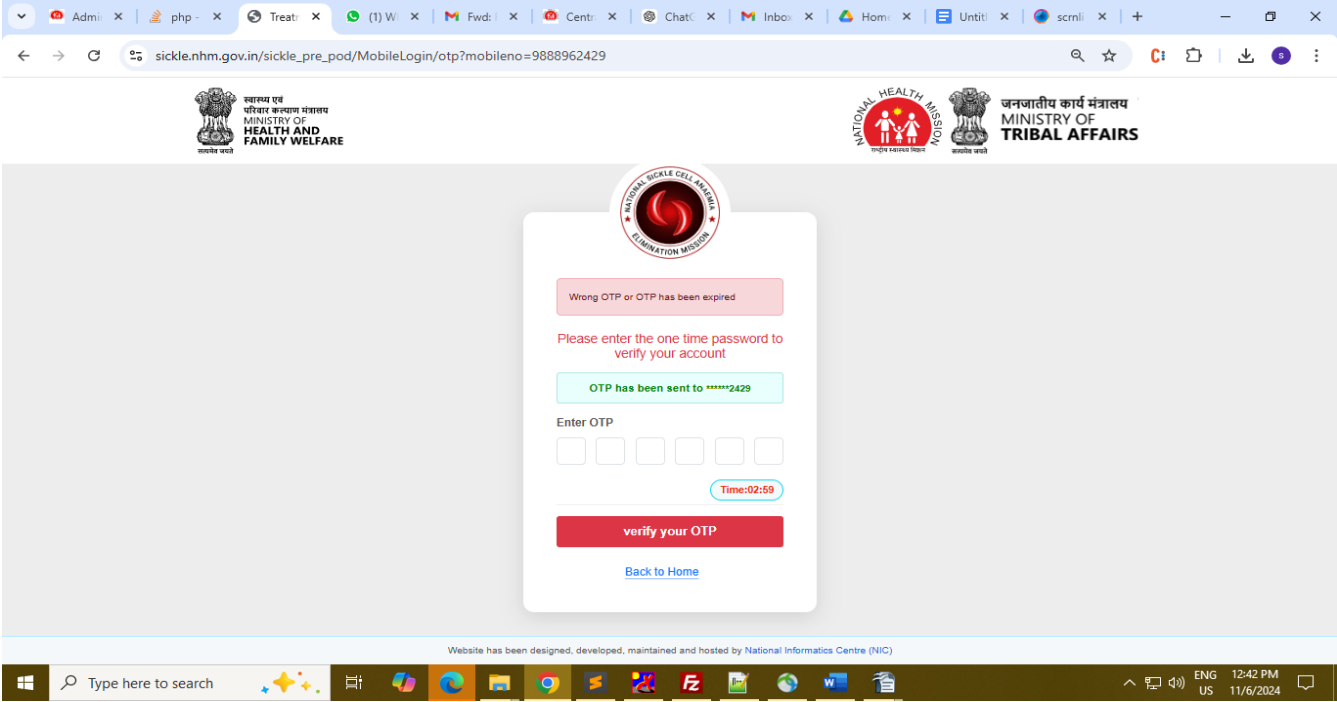 Admin
php -
Treatr
(1) W
Fwd:
Centr
ChatG
Inbox
Home
Untitl
scrnli
sickle.nhm.gov.in/sickle_pre_pod/MobileLogin/otp?mobileno=9888962429
स्वास्थ्य एवं
परिवार कल्याण मंत्रालय
MINISTRY OF
HEALTH AND
FAMILY WELFARE
सत्यमेव जयते
NATIONAL HEALTH MISSION
राष्ट्रीय स्वास्थ्य मिशन
सत्यमेव जयते
जनजातीय कार्य मंत्रालय
MINISTRY OF
TRIBAL AFFAIRS
NATIONAL SICKLE CELL ANAEMIA
ELIMINATION MISSION
Wrong OTP or OTP has been expired
Please enter the one time password to
verify your account
OTP has been sent to ******2429
Enter OTP
Time:02:59
verify your OTP
Back to Home
Website has been designed, developed, maintained and hosted by National Informatics Centre (NIC)
Type here to search
ENG
US
12:42 PM
11/6/2024